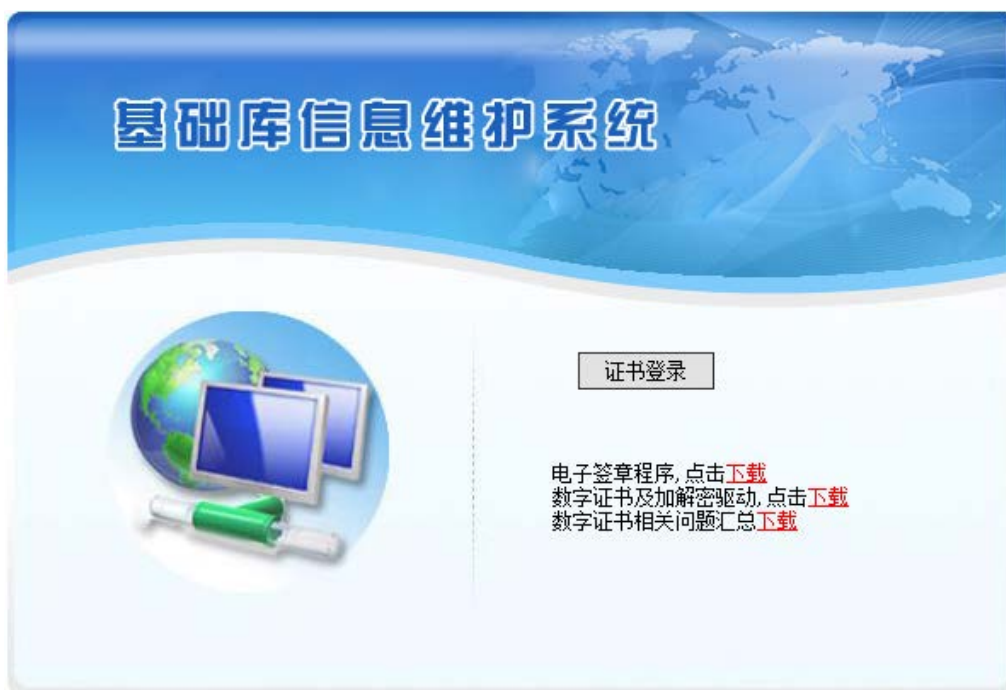 基础库信息维护系统
证书登录
电子签章程序,点击下载
数字证书及加解密驱动,点击下载
数字证书相关问题汇总下载